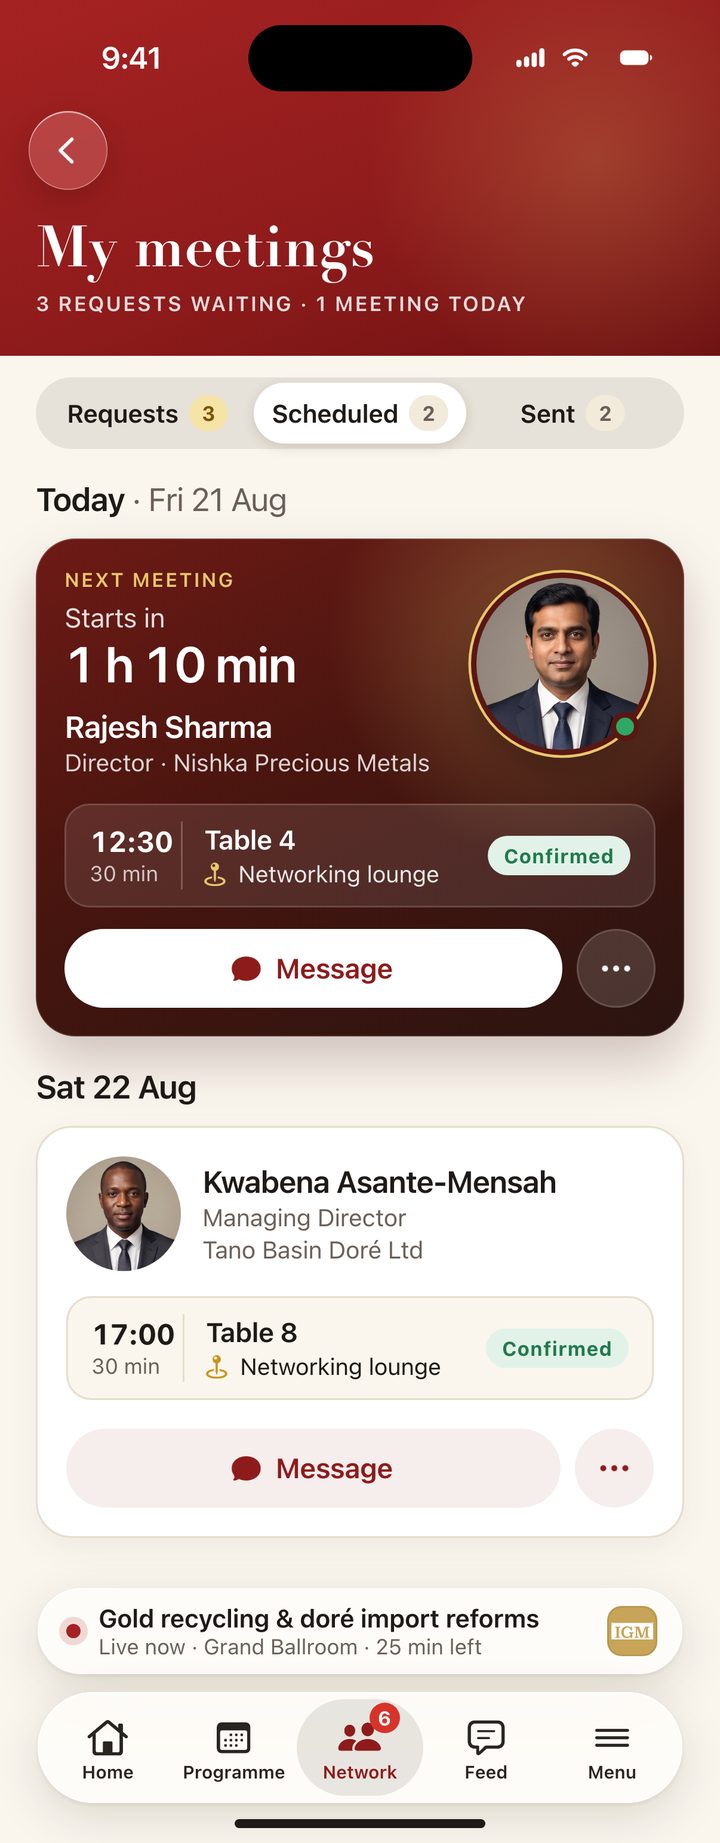 9:41
My meetings
3 REQUESTS WAITING · 1 MEETING TODAY
Requests 3 Scheduled 2 Sent 2
Today · Fri 21 Aug
NEXT MEETING
Starts in
1 h 10 min
Rajesh Sharma
Director · Nishka Precious Metals
12:30 Table 4
30 min Networking lounge
Confirmed
Message
Sat 22 Aug
Kwabena Asante-Mensah
Managing Director
Tano Basin Doré Ltd
17:00 Table 8
30 min Networking lounge
Confirmed
Message
Gold recycling & doré import reforms
Live now · Grand Ballroom · 25 min left
IGM
6
Home Programme Network Feed Menu